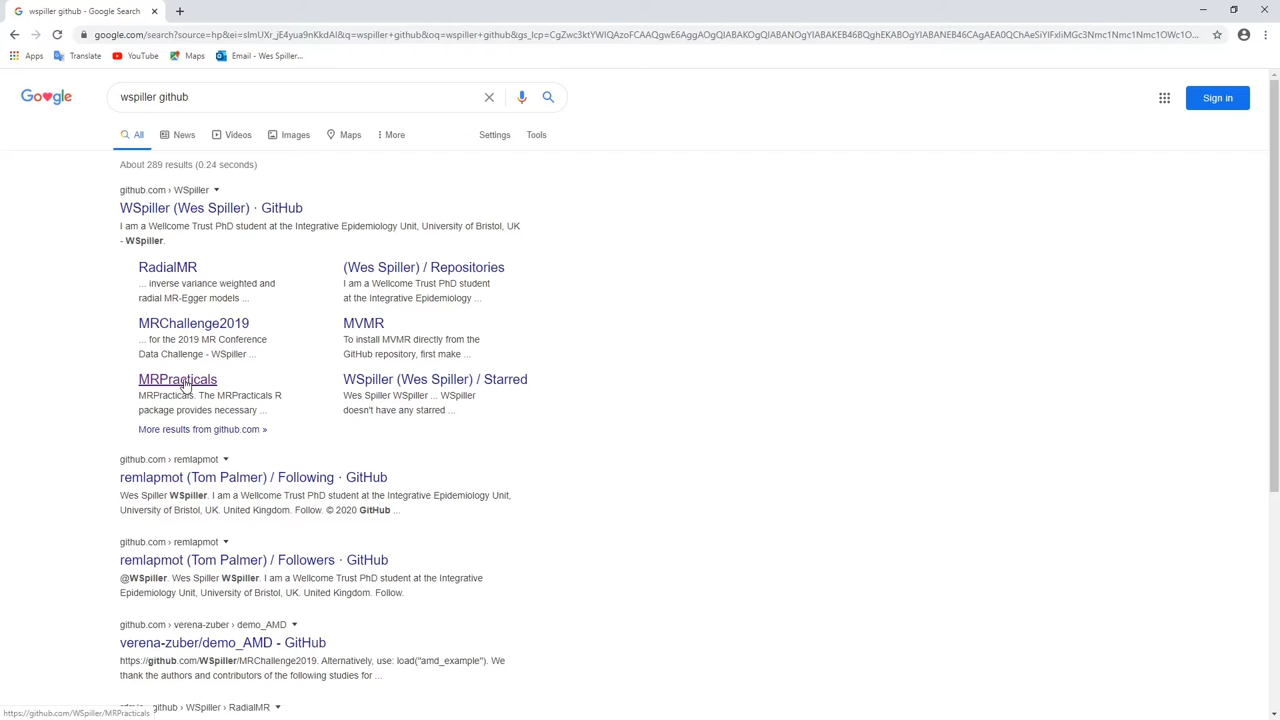 wspiller github - Google Search
google.com/search?source=hp&ei=slmUXr_jE4yua9nKkdAI&q=wspiller+github&oq=wspiller+github&gs_lcp=
Apps Translate YouTube Maps Email - Wes Spiller...
Google
wspiller github
Sign in
All News Videos Images Maps More Settings Tools
About 289 results (0.24 seconds)
github.com › WSpiller
WSpiller (Wes Spiller) · GitHub
I am a Wellcome Trust PhD student at the Integrative Epidemiology Unit, University of Bristol, UK
- WSpiller.
RadialMR
... inverse variance weighted and
radial MR-Egger models ...
(Wes Spiller) / Repositories
I am a Wellcome Trust PhD student
at the Integrative Epidemiology ...
MRChallenge2019
... for the 2019 MR Conference
Data Challenge - WSpiller ...
MVMR
To install MVMR directly from the
GitHub repository, first make ...
MRPracticals
MRPracticals. The MRPracticals R
package provides necessary ...
WSpiller (Wes Spiller) / Starred
Wes Spiller WSpiller ... WSpiller
doesn't have any starred ...
More results from github.com »
github.com › remlapmot
remlapmot (Tom Palmer) / Following · GitHub
Wes Spiller WSpiller. I am a Wellcome Trust PhD student at the Integrative Epidemiology Unit,
University of Bristol, UK. United Kingdom. Follow. © 2020 GitHub ...
github.com › remlapmot
remlapmot (Tom Palmer) / Followers · GitHub
@WSpiller. Wes Spiller WSpiller. I am a Wellcome Trust PhD student at the Integrative
Epidemiology Unit, University of Bristol, UK. United Kingdom. Follow.
github.com › verena-zuber › demo_AMD
verena-zuber/demo_AMD - GitHub
https://github.com/WSpiller/MRChallenge2019. Alternatively, use: load("amd_example"). We
thank the authors and contributors of the following studies for ...
github › WSpiller › RadialMR
https://github.com/WSpiller/MRPracticals